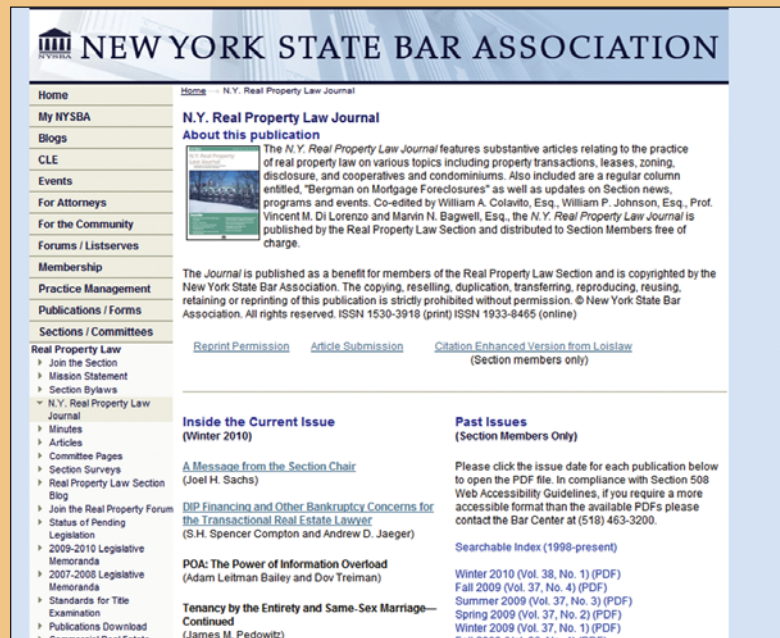 NYSBA
NEW YORK STATE BAR ASSOCIATION
Home
My NYSBA
Blogs
CLE
Events
For Attorneys
For the Community
Forums / Listserves
Membership
Practice Management
Publications / Forms
Sections / Committees
Real Property Law
Join the Section
Mission Statement
Section Bylaws
N.Y. Real Property Law
Journal
Minutes
Articles
Committee Pages
Section Surveys
Real Property Law Section
Blog
Join the Real Property Forum
Status of Pending
Legislation
2009-2010 Legislative
Memoranda
2007-2008 Legislative
Memoranda
Standards for Title
Examination
Publications Download
Home → N.Y. Real Property Law Journal
N.Y. Real Property Law Journal
About this publication
N.Y. Real Property
Law Journal
The N.Y. Real Property Law Journal features substantive articles relating to the practice
of real property law on various topics including property transactions, leases, zoning,
disclosure, and cooperatives and condominiums. Also included are a regular column
entitled, "Bergman on Mortgage Foreclosures" as well as updates on Section news,
programs and events. Co-edited by William A. Colavito, Esq., William P. Johnson, Esq., Prof.
Vincent M. Di Lorenzo and Marvin N. Bagwell, Esq., the N.Y. Real Property Law Journal is
published by the Real Property Law Section and distributed to Section Members free of
charge.
The Journal is published as a benefit for members of the Real Property Law Section and is copyrighted by the
New York State Bar Association. The copying, reselling, duplication, transferring, reproducing, reusing,
retaining or reprinting of this publication is strictly prohibited without permission. © New York State Bar
Association. All rights reserved. ISSN 1530-3918 (print) ISSN 1933-8465 (online)
Reprint Permission Article Submission Citation Enhanced Version from Loislaw
(Section members only)
Inside the Current Issue
(Winter 2010)
A Message from the Section Chair
(Joel H. Sachs)
DIP Financing and Other Bankruptcy Concerns for
the Transactional Real Estate Lawyer
(S.H. Spencer Compton and Andrew D. Jaeger)
POA: The Power of Information Overload
(Adam Leitman Bailey and Dov Treiman)
Tenancy by the Entirety and Same-Sex Marriage—
Continued
(James M. Pedowitz)
Past Issues
(Section Members Only)
Please click the issue date for each publication below
to open the PDF file. In compliance with Section 508
Web Accessibility Guidelines, if you require a more
accessible format than the available PDFs please
contact the Bar Center at (518) 463-3200.
Searchable Index (1998-present)
Winter 2010 (Vol. 38, No. 1) (PDF)
Fall 2009 (Vol. 37, No. 4) (PDF)
Summer 2009 (Vol. 37, No. 3) (PDF)
Spring 2009 (Vol. 37, No. 2) (PDF)
Winter 2009 (Vol. 37, No. 1) (PDF)